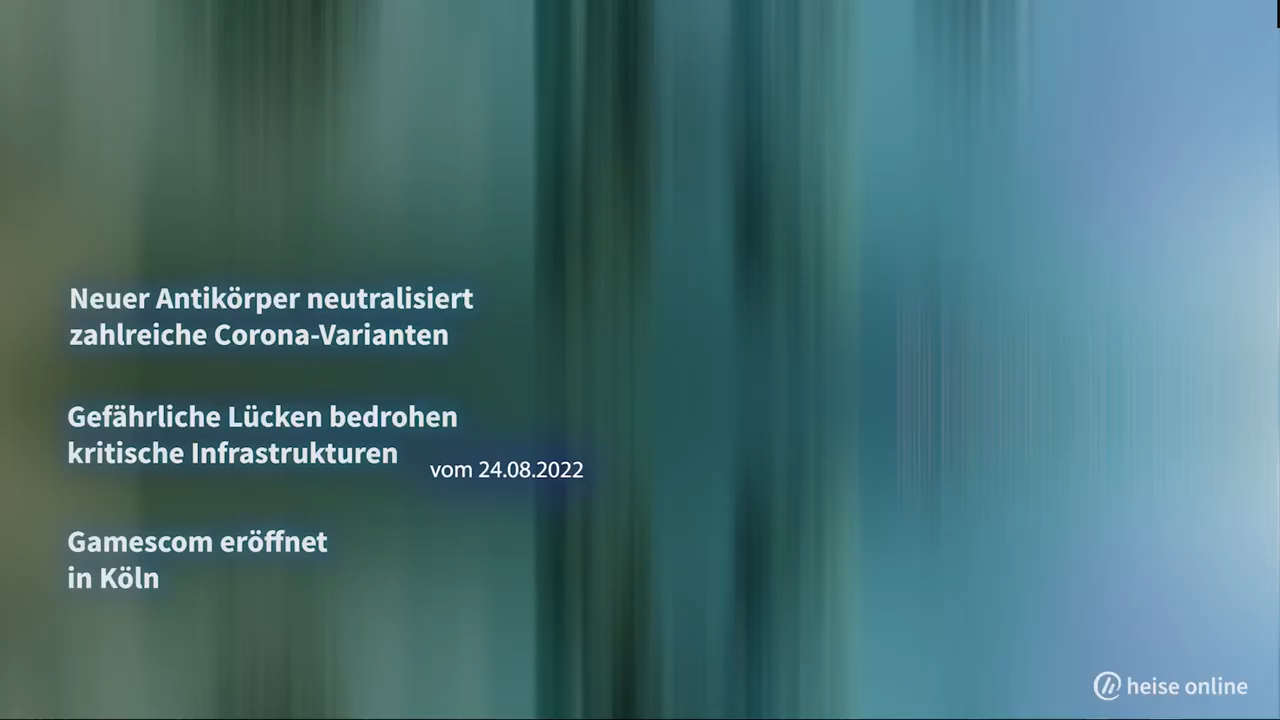 Neuer Antikörper neutralisiert
zahlreiche Corona-Varianten
Gefährliche Lücken bedrohen
kritische Infrastrukturen
vom 24.08.2022
Gamescom eröffnet
in Köln
heise online